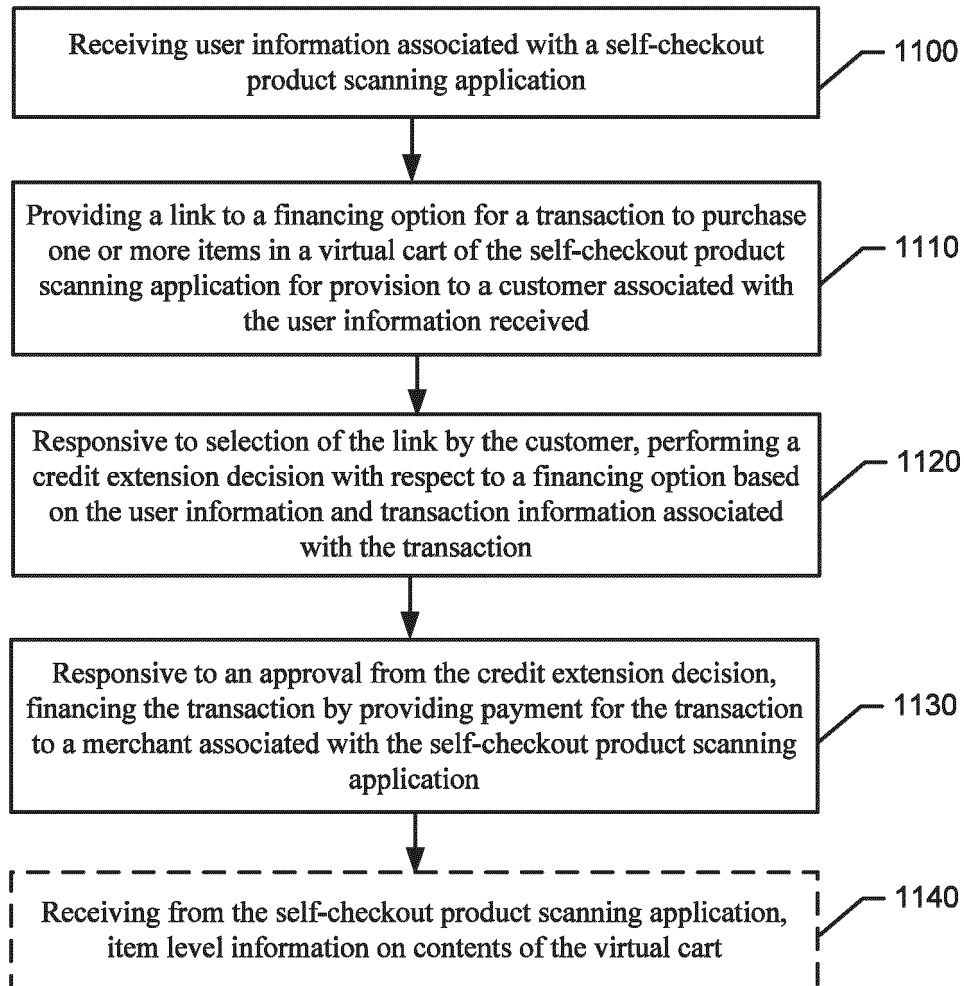 Receiving user information associated with a self-checkout
product scanning application
1100
Providing a link to a financing option for a transaction to purchase
one or more items in a virtual cart of the self-checkout product
scanning application for provision to a customer associated with
the user information received
1110
Responsive to selection of the link by the customer, performing a
credit extension decision with respect to a financing option based
on the user information and transaction information associated
with the transaction
1120
Responsive to an approval from the credit extension decision,
financing the transaction by providing payment for the transaction
to a merchant associated with the self-checkout product scanning
application
1130
Receiving from the self-checkout product scanning application,
item level information on contents of the virtual cart
1140